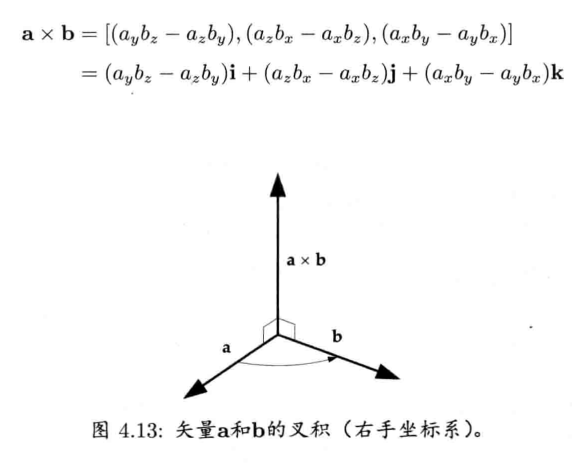 a × b = [(a_y b_z − a_z b_y), (a_z b_x − a_x b_z), (a_x b_y − a_y b_x)]
= (a_y b_z − a_z b_y)i + (a_z b_x − a_x b_z)j + (a_x b_y − a_y b_x)k
a × b
a
b
图 4.13: 矢量a和b的叉积（右手坐标系）。